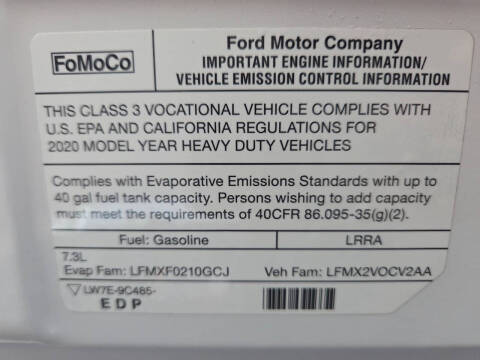 FoMoCo
Ford Motor Company
IMPORTANT ENGINE INFORMATION/
VEHICLE EMISSION CONTROL INFORMATION
THIS CLASS 3 VOCATIONAL VEHICLE COMPLIES WITH
U.S. EPA AND CALIFORNIA REGULATIONS FOR
2020 MODEL YEAR HEAVY DUTY VEHICLES
Complies with Evaporative Emissions Standards with up to
40 gal fuel tank capacity. Persons wishing to add capacity
must meet the requirements of 40CFR 86.095-35(g)(2).
Fuel: Gasoline LRRA
7.3L
Evap Fam: LFMXF0210GCJ Veh Fam: LFMX2VOCV2AA
LW7E-9C485-
EDP